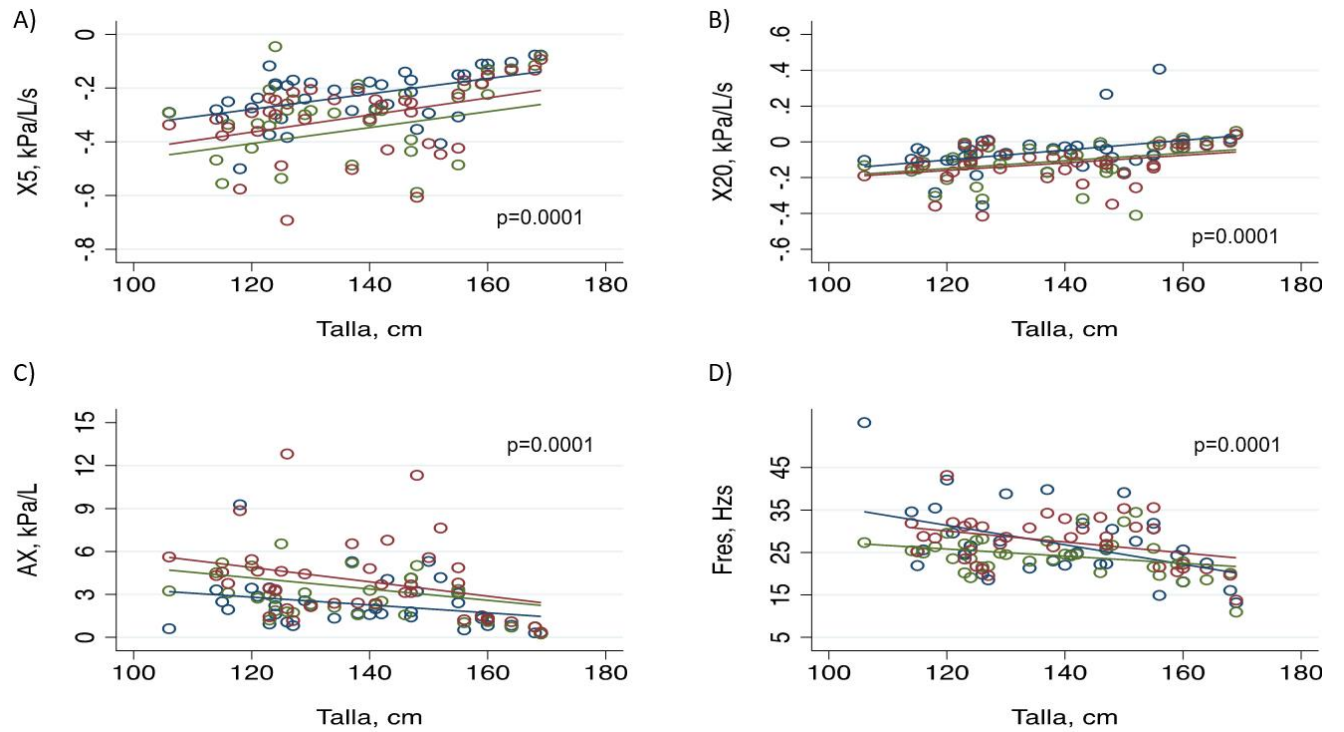 A)
X5, kPa/L/s
0
-.2
-.4
-.6
-.8
p=0.0001
100 120 140 160 180
Talla, cm
B)
X20, kPa/L/s
.6
.4
.2
0
-.2
-.4
-.6
p=0.0001
100 120 140 160 180
Talla, cm
C)
AX, kPa/L
15
12
9
6
3
0
p=0.0001
100 120 140 160 180
Talla, cm
D)
Fres, Hzs
45
35
25
15
5
p=0.0001
100 120 140 160 180
Talla, cm